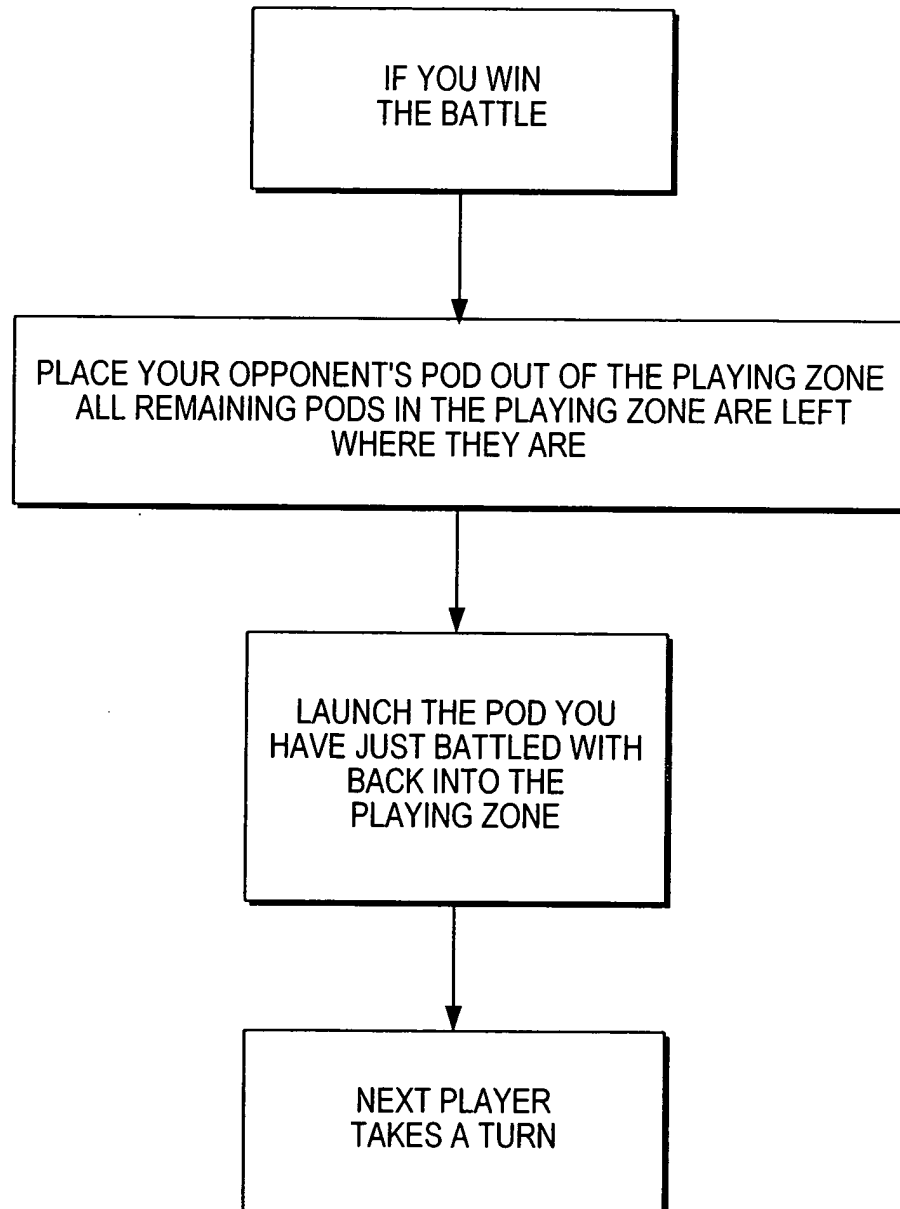 IF YOU WIN
THE BATTLE
PLACE YOUR OPPONENT'S POD OUT OF THE PLAYING ZONE
ALL REMAINING PODS IN THE PLAYING ZONE ARE LEFT
WHERE THEY ARE
LAUNCH THE POD YOU
HAVE JUST BATTLED WITH
BACK INTO THE
PLAYING ZONE
NEXT PLAYER
TAKES A TURN